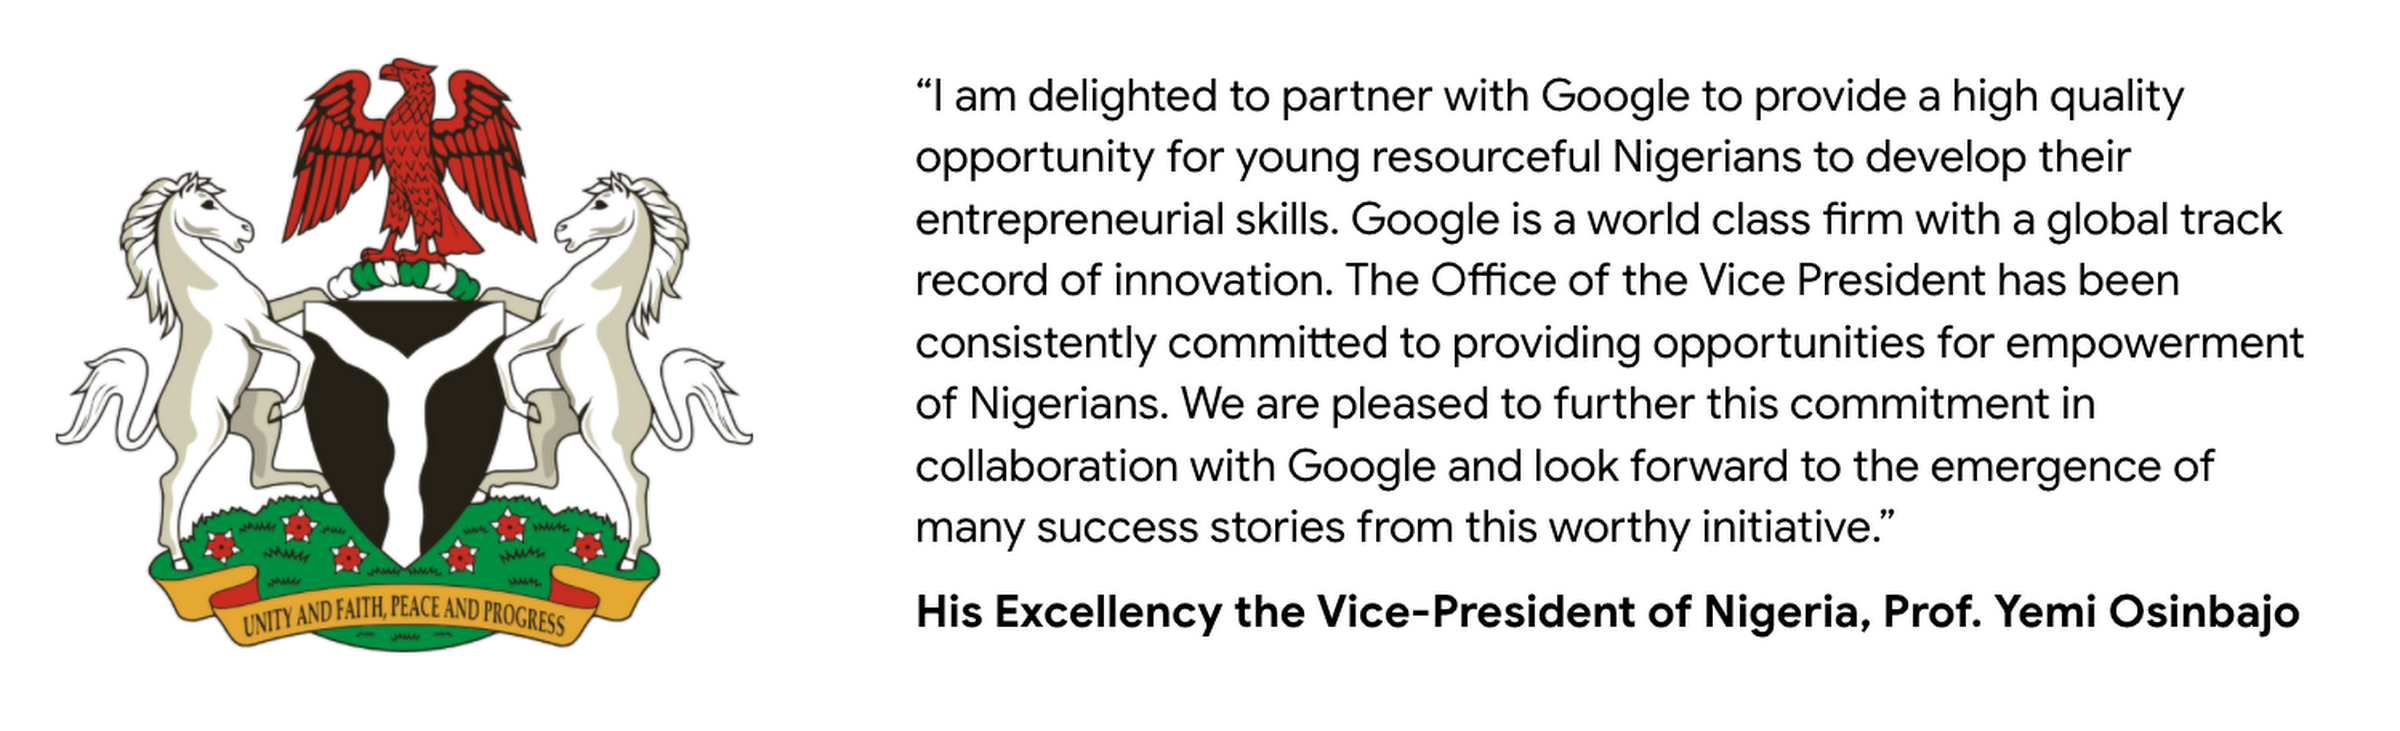 “I am delighted to partner with Google to provide a high quality
opportunity for young resourceful Nigerians to develop their
entrepreneurial skills. Google is a world class firm with a global track
record of innovation. The Office of the Vice President has been
consistently committed to providing opportunities for empowerment
of Nigerians. We are pleased to further this commitment in
collaboration with Google and look forward to the emergence of
many success stories from this worthy initiative.”
His Excellency the Vice-President of Nigeria, Prof. Yemi Osinbajo
UNITY AND FAITH, PEACE AND PROGRESS